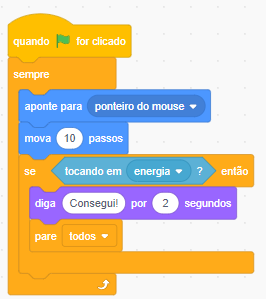 quando for clicado
sempre
aponte para ponteiro do mouse
mova 10 passos
se tocando em energia ? então
diga Consegui! por 2 segundos
pare todos